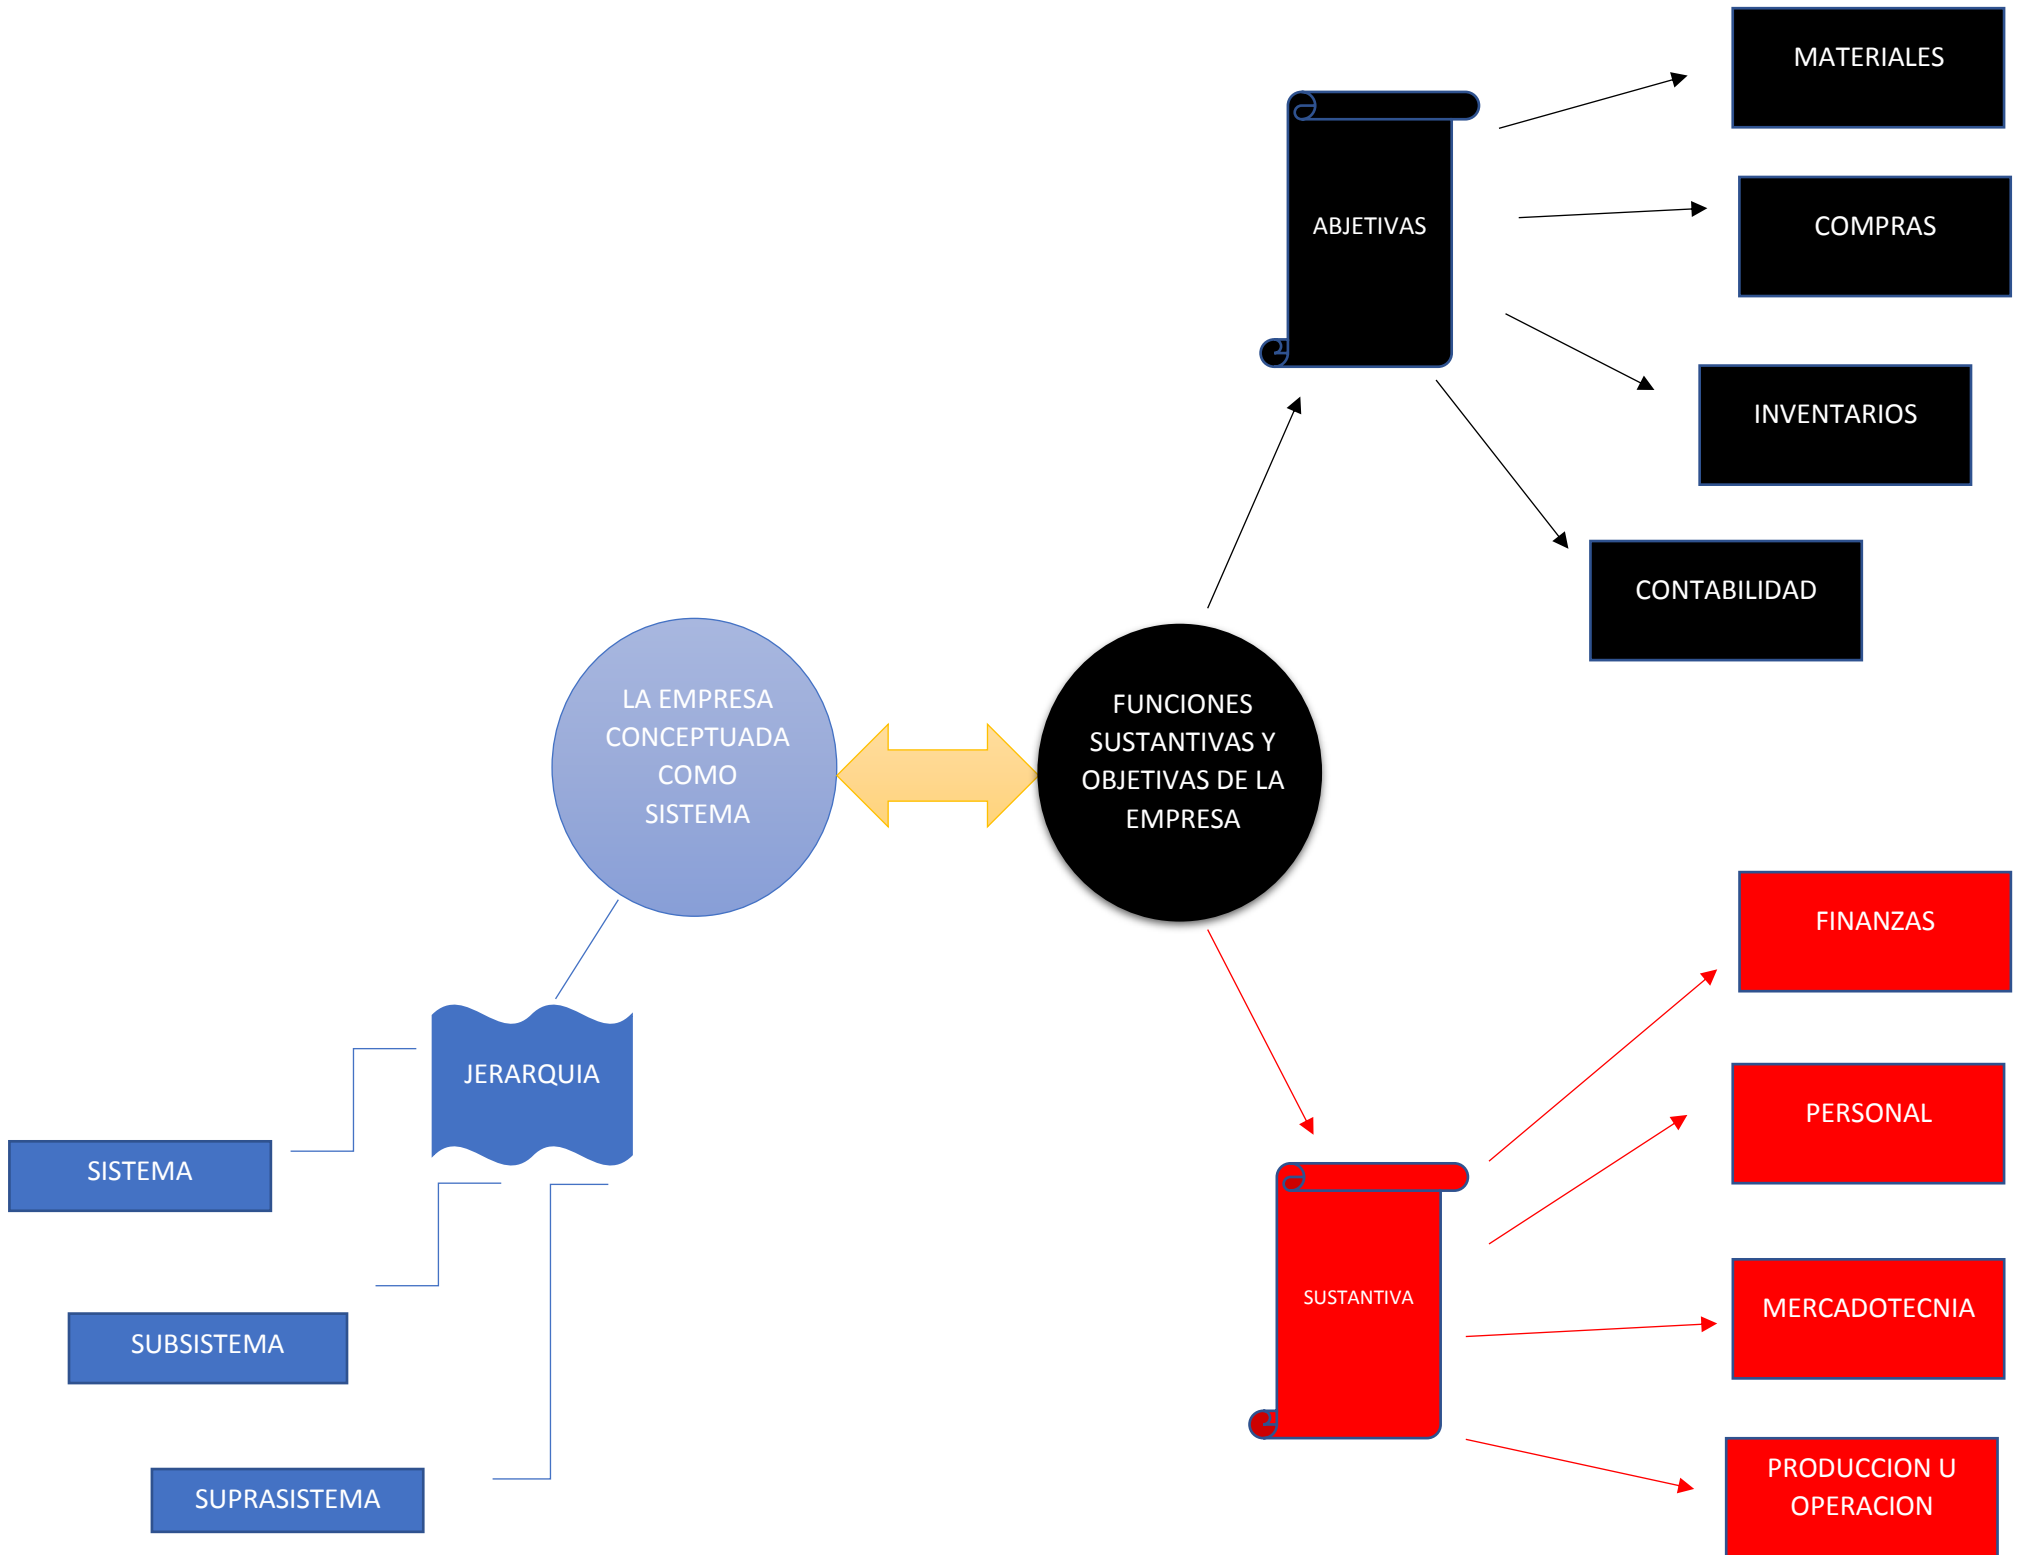 MATERIALES
ABJETIVAS
COMPRAS
INVENTARIOS
CONTABILIDAD
LA EMPRESA
CONCEPTUADA
COMO
SISTEMA
FUNCIONES
SUSTANTIVAS Y
OBJETIVAS DE LA
EMPRESA
JERARQUIA
SISTEMA
SUBSISTEMA
SUPRASISTEMA
SUSTANTIVA
FINANZAS
PERSONAL
MERCADOTECNIA
PRODUCCION U
OPERACION